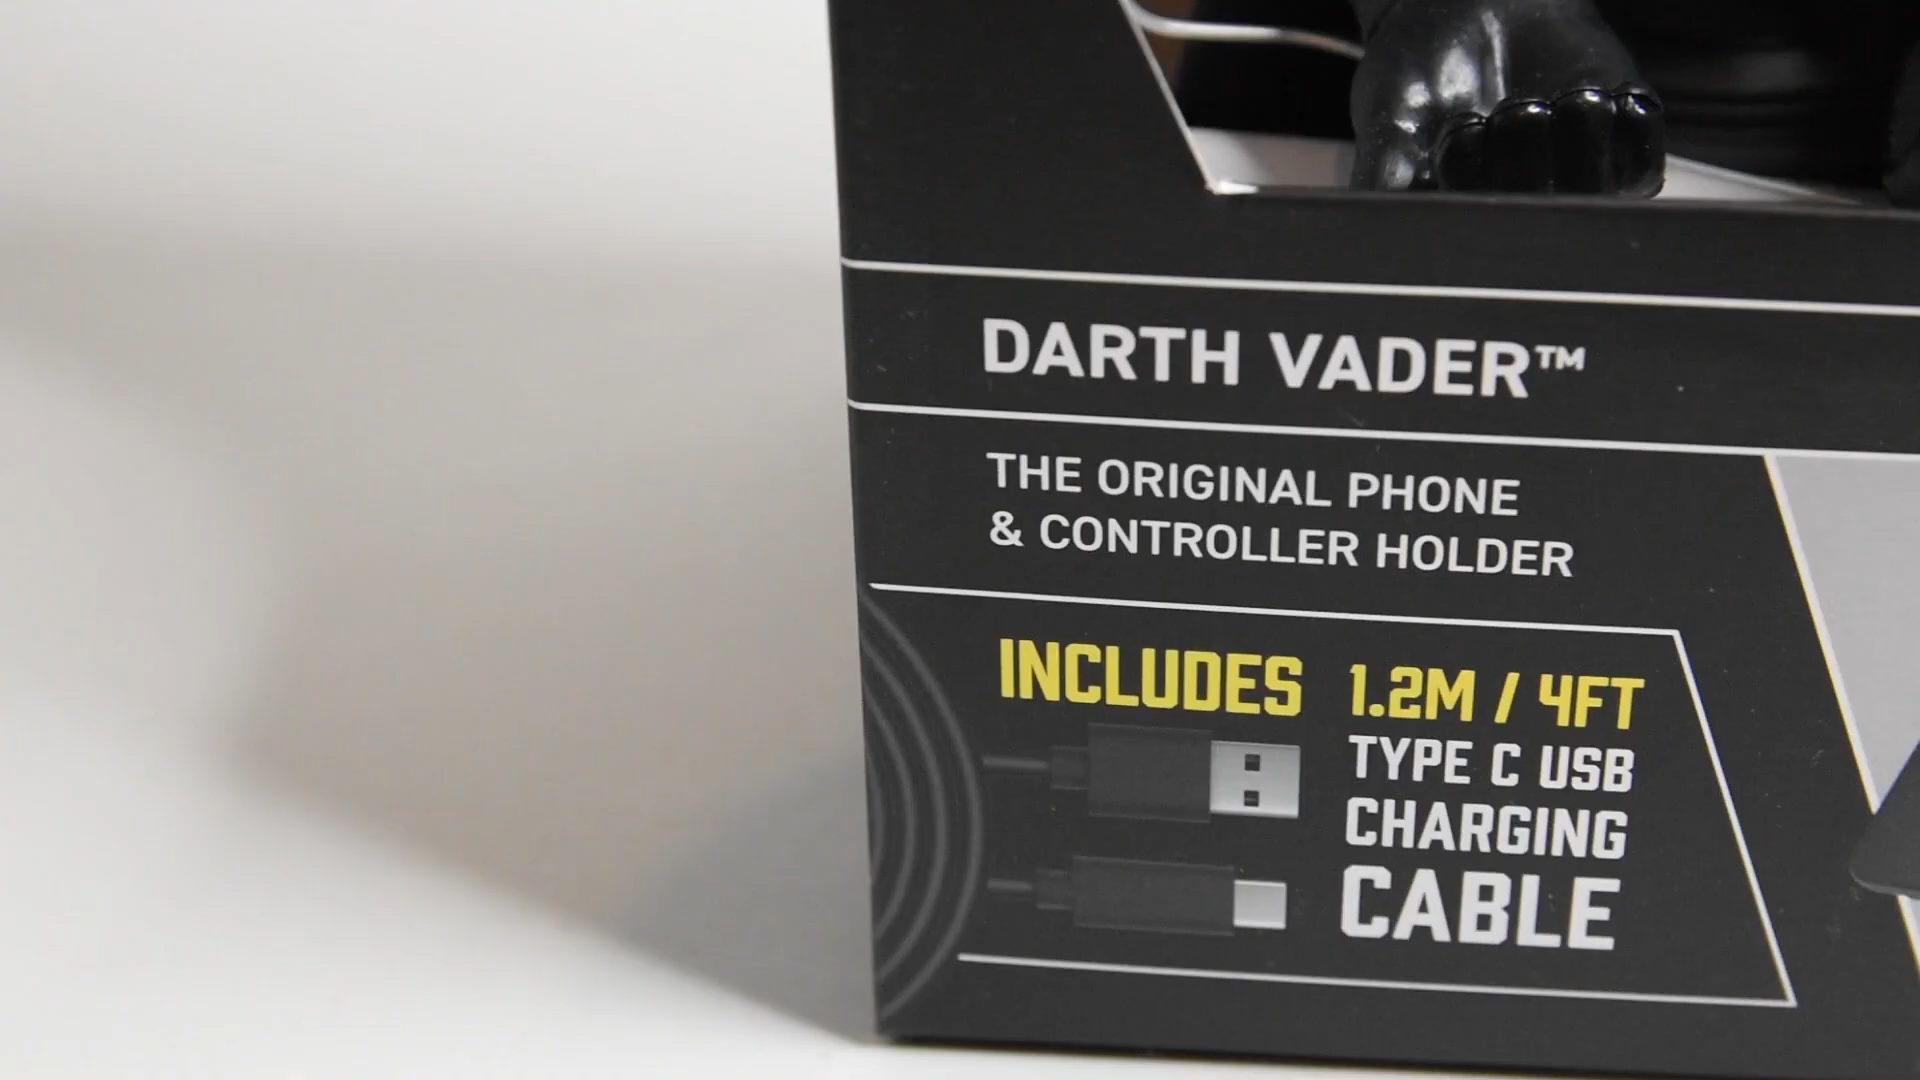 DARTH VADER™
THE ORIGINAL PHONE
& CONTROLLER HOLDER
INCLUDES 1.2M / 4FT
TYPE C USB
CHARGING
CABLE